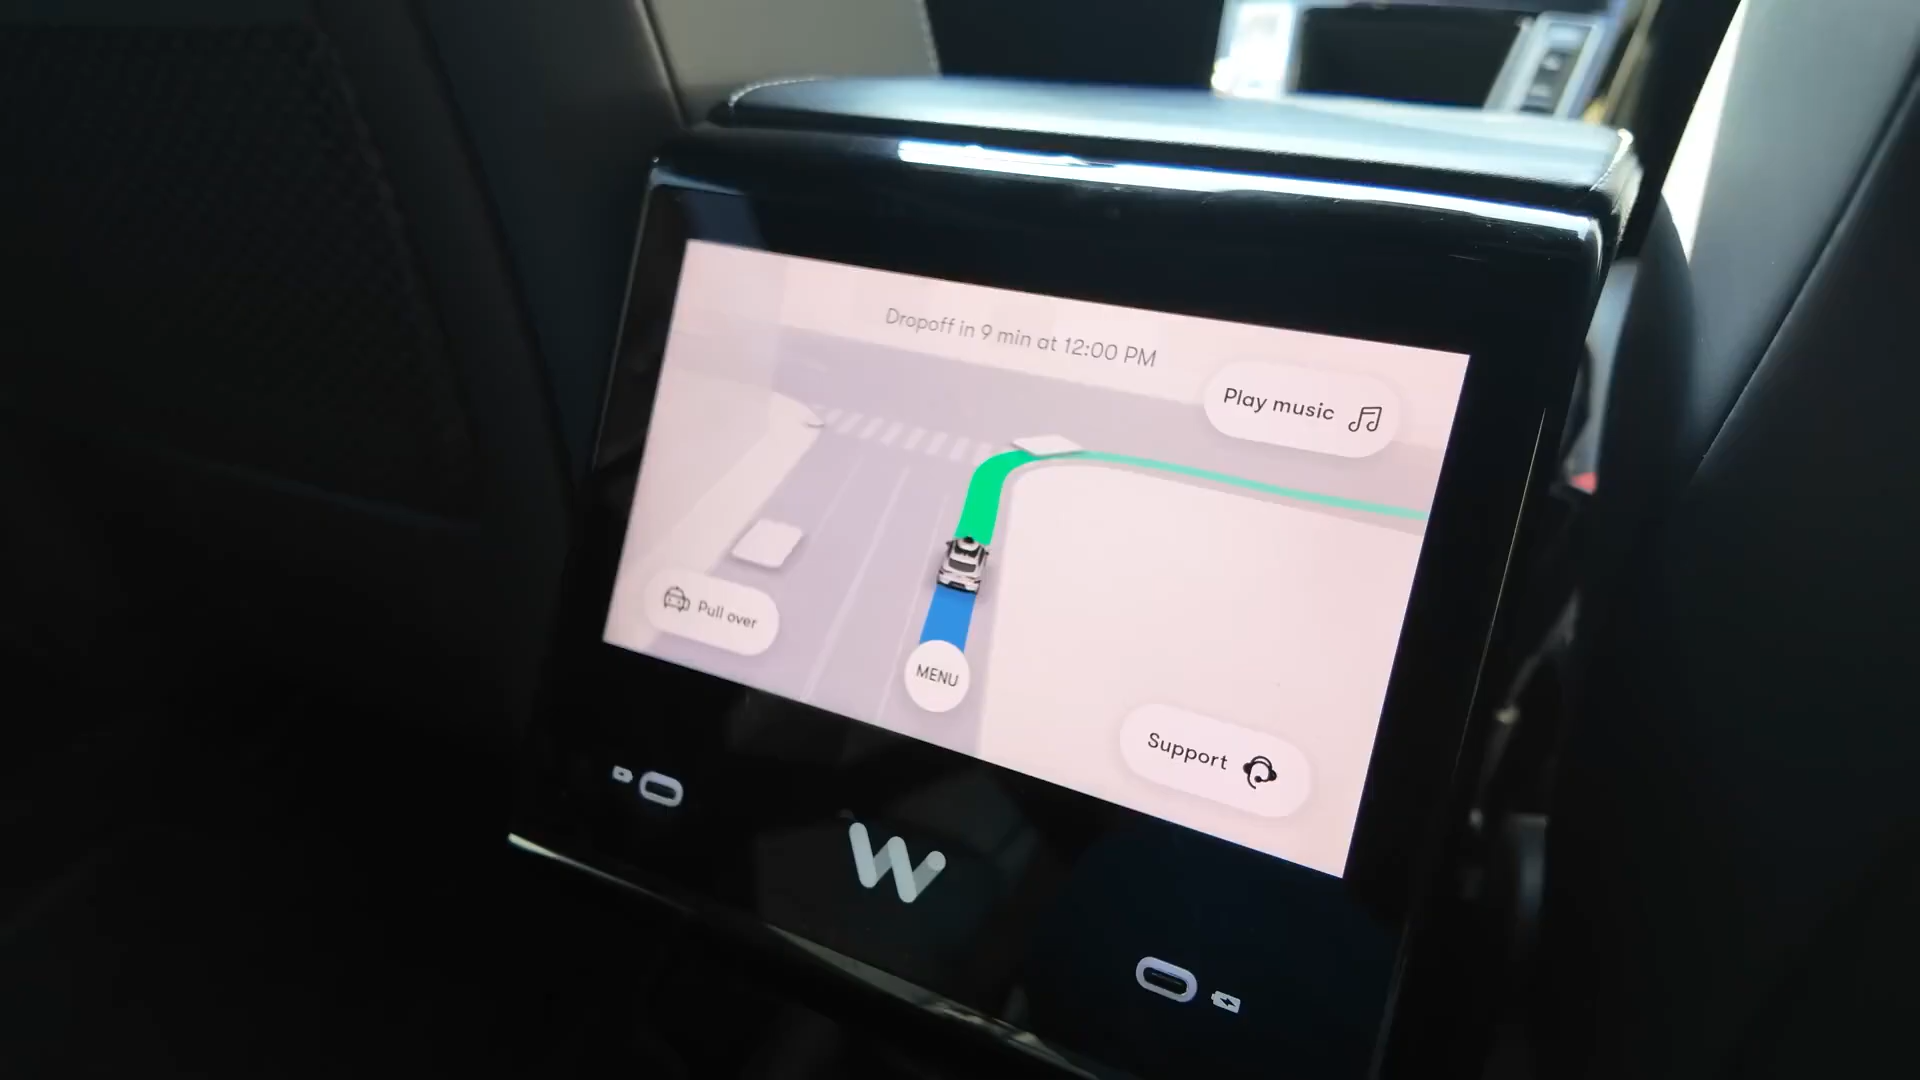 Dropoff in 9 min at 12:00 PM
Play music
Pull over
MENU
Support
W